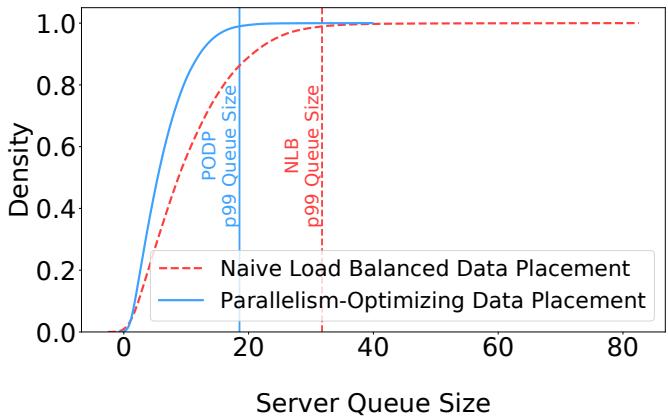 1.0
0.8
0.6
0.4
0.2
0.0
Density
PODP
p99 Queue Size
NLB
p99 Queue Size
Naive Load Balanced Data Placement
Parallelism-Optimizing Data Placement
0
20
40
60
80
Server Queue Size